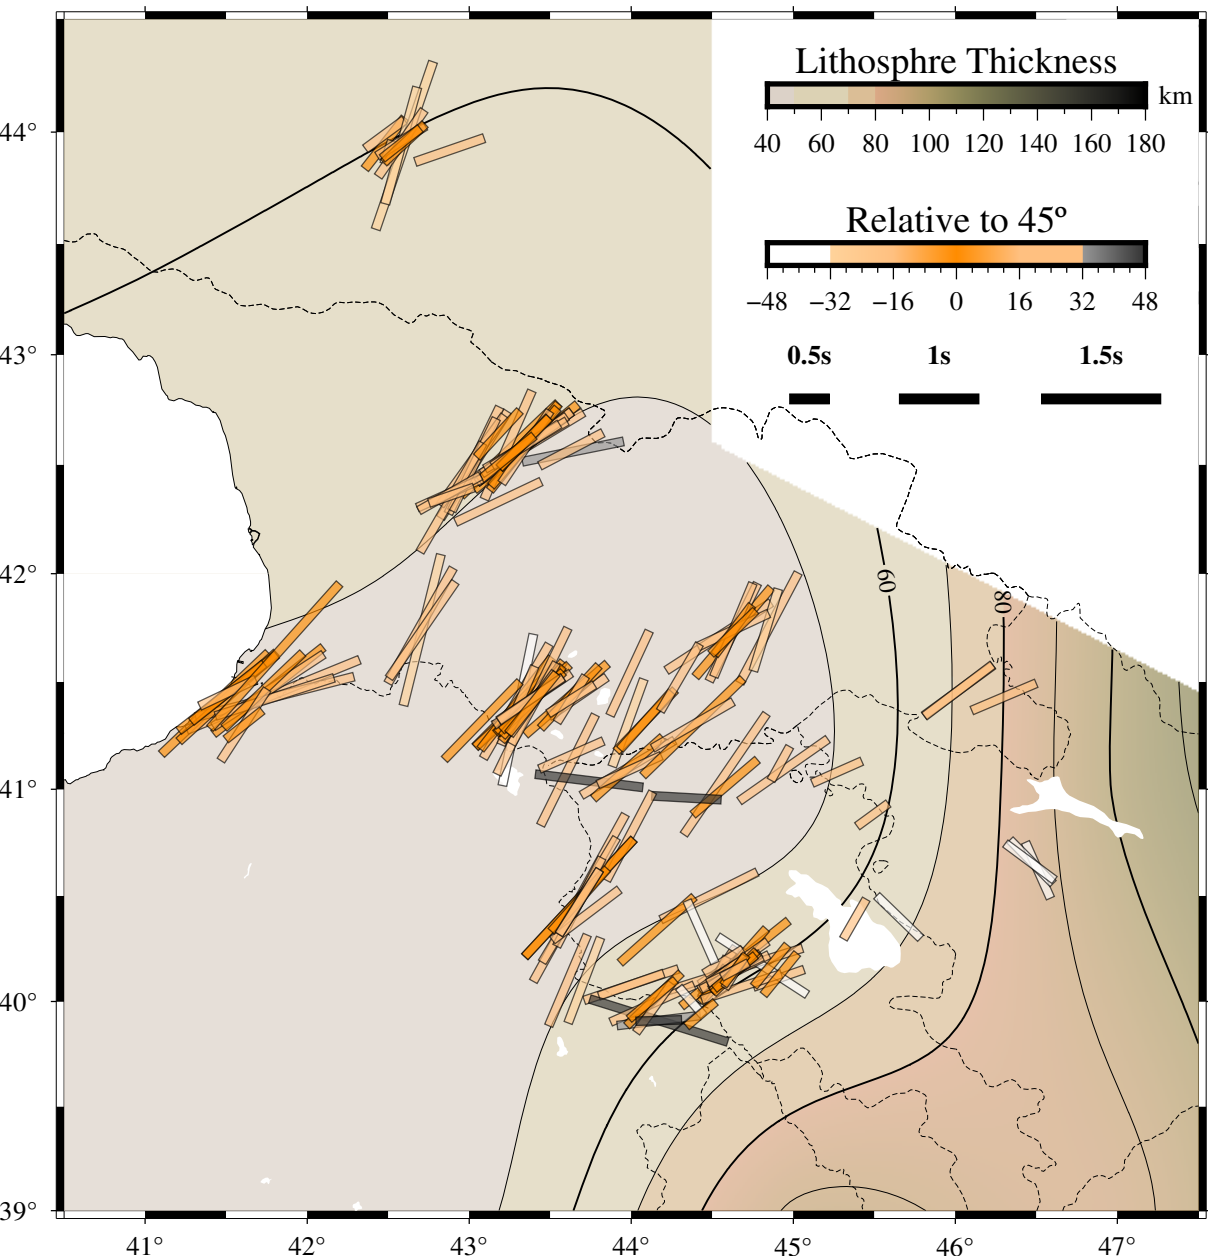 Lithosphre Thickness
km
40 60 80 100 120 140 160 180
Relative to 45º
−48 −32 −16 0 16 32 48
0.5s 1s 1.5s
44°
43°
42°
41°
40°
39°
60
80
41° 42° 43° 44° 45° 46° 47°